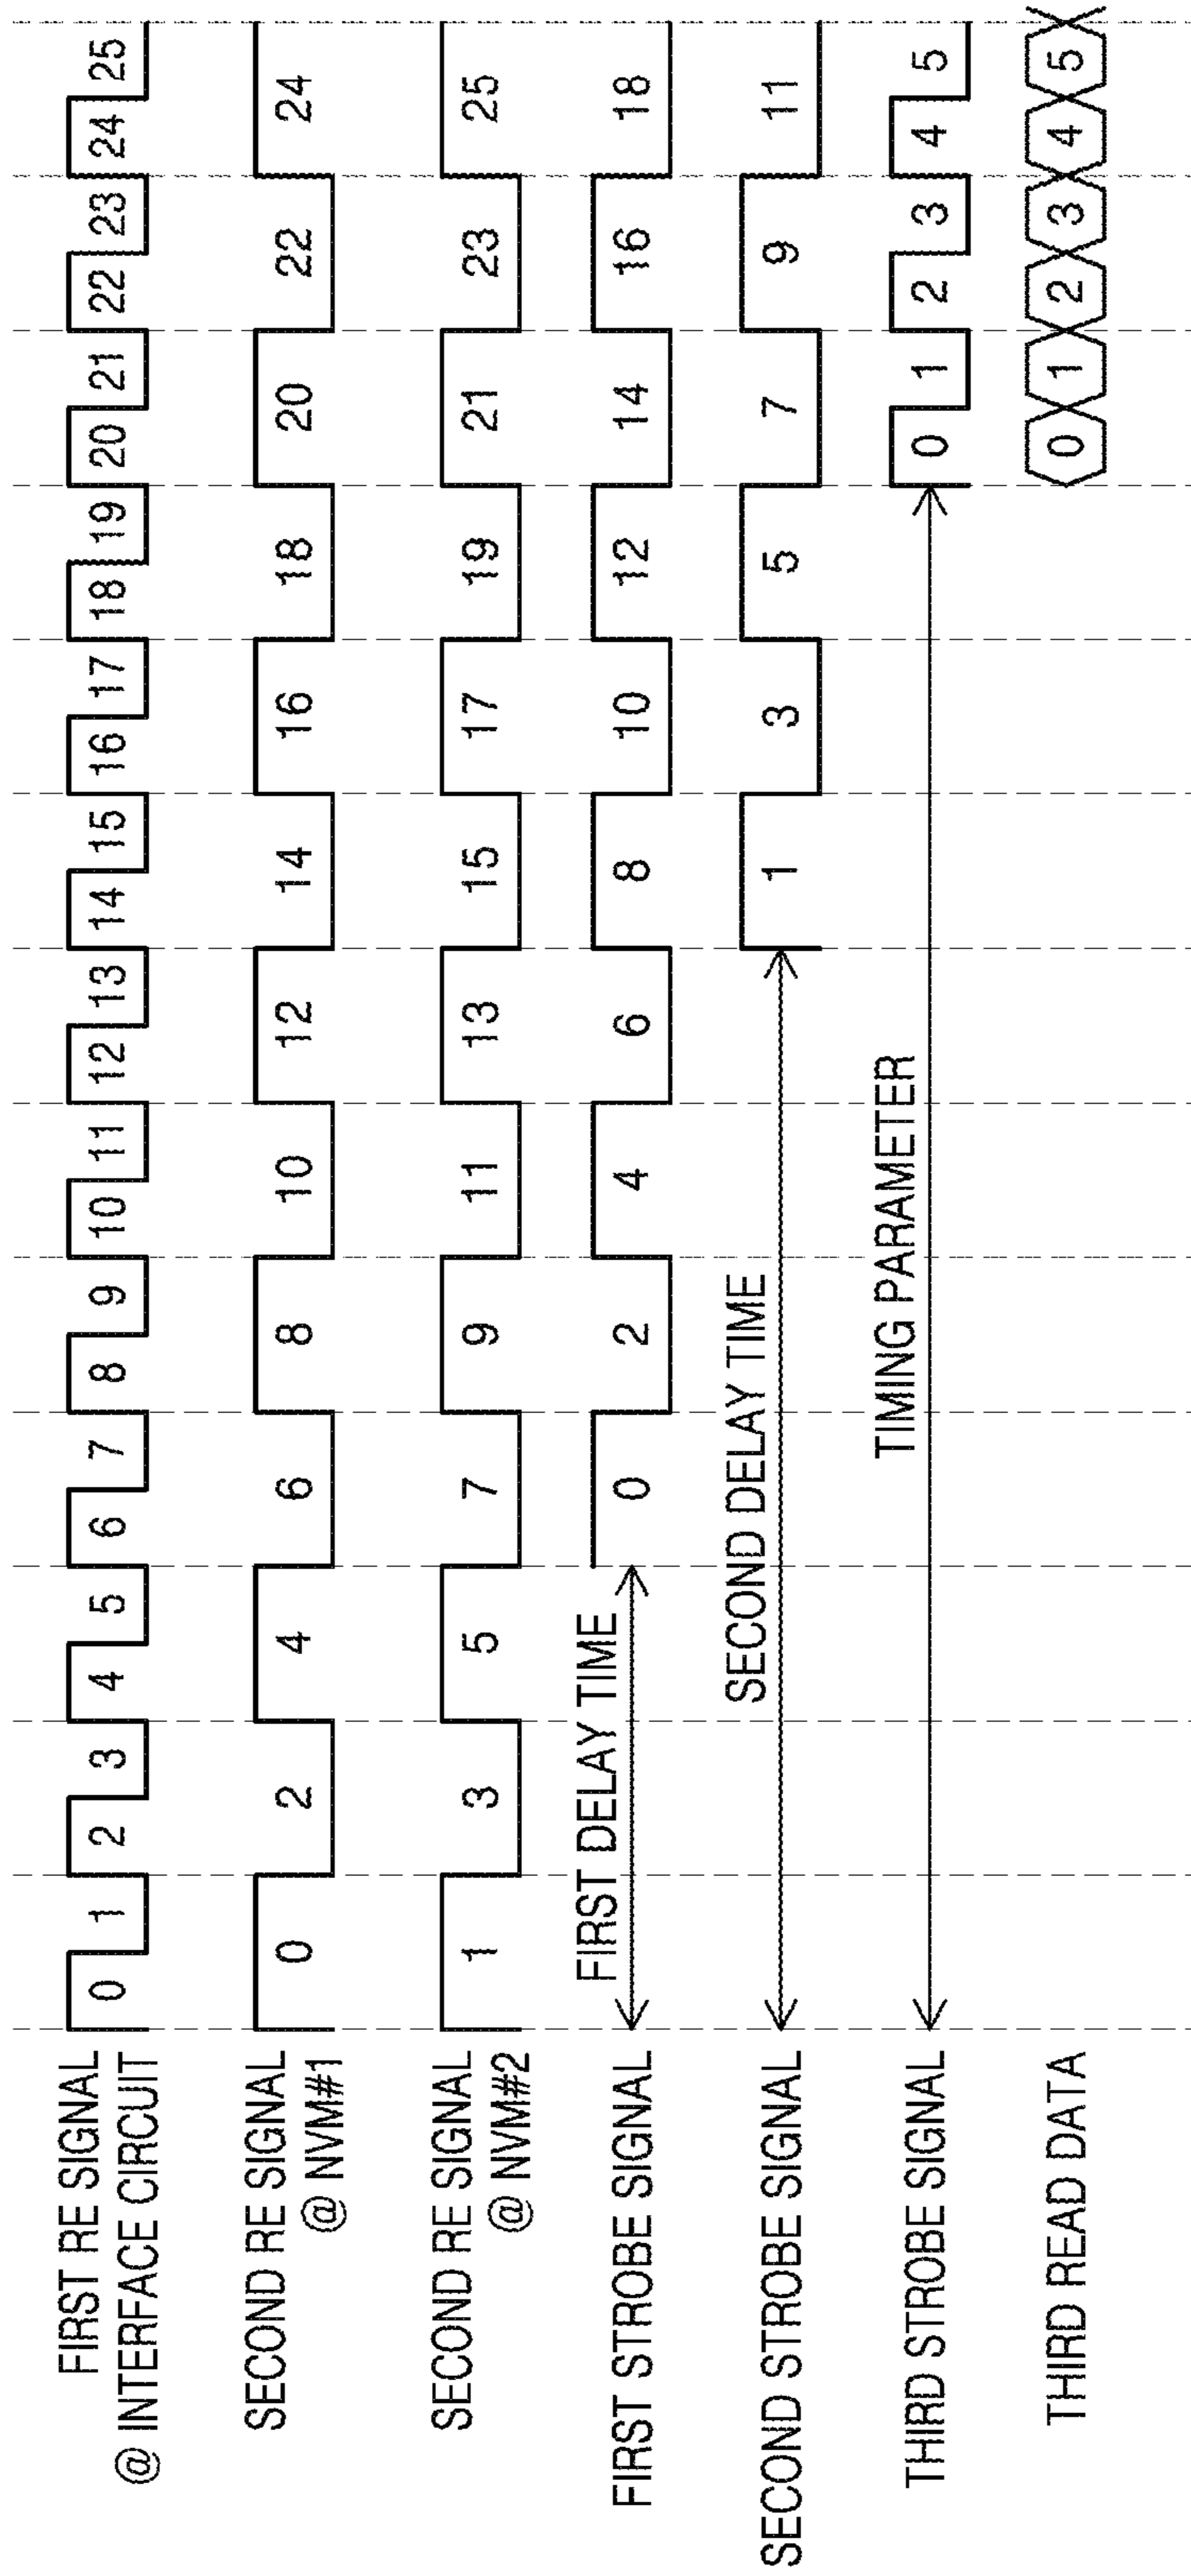 FIRST RE SIGNAL
@ INTERFACE CIRCUIT
0 1 2 3 4 5 6 7 8 9 10 11 12 13 14 15 16 17 18 19 20 21 22 23 24 25
SECOND RE SIGNAL
@ NVM#1
0 2 4 6 8 10 12 14 16 18 20 22 24
SECOND RE SIGNAL
@ NVM#2
1 3 5 7 9 11 13 15 17 19 21 23 25
FIRST STROBE SIGNAL
FIRST DELAY TIME
0 2 4 6 8 10 12 14 16 18
SECOND STROBE SIGNAL
SECOND DELAY TIME
1 3 5 7 9 11
THIRD STROBE SIGNAL
TIMING PARAMETER
0 1 2 3 4 5
THIRD READ DATA
0 1 2 3 4 5